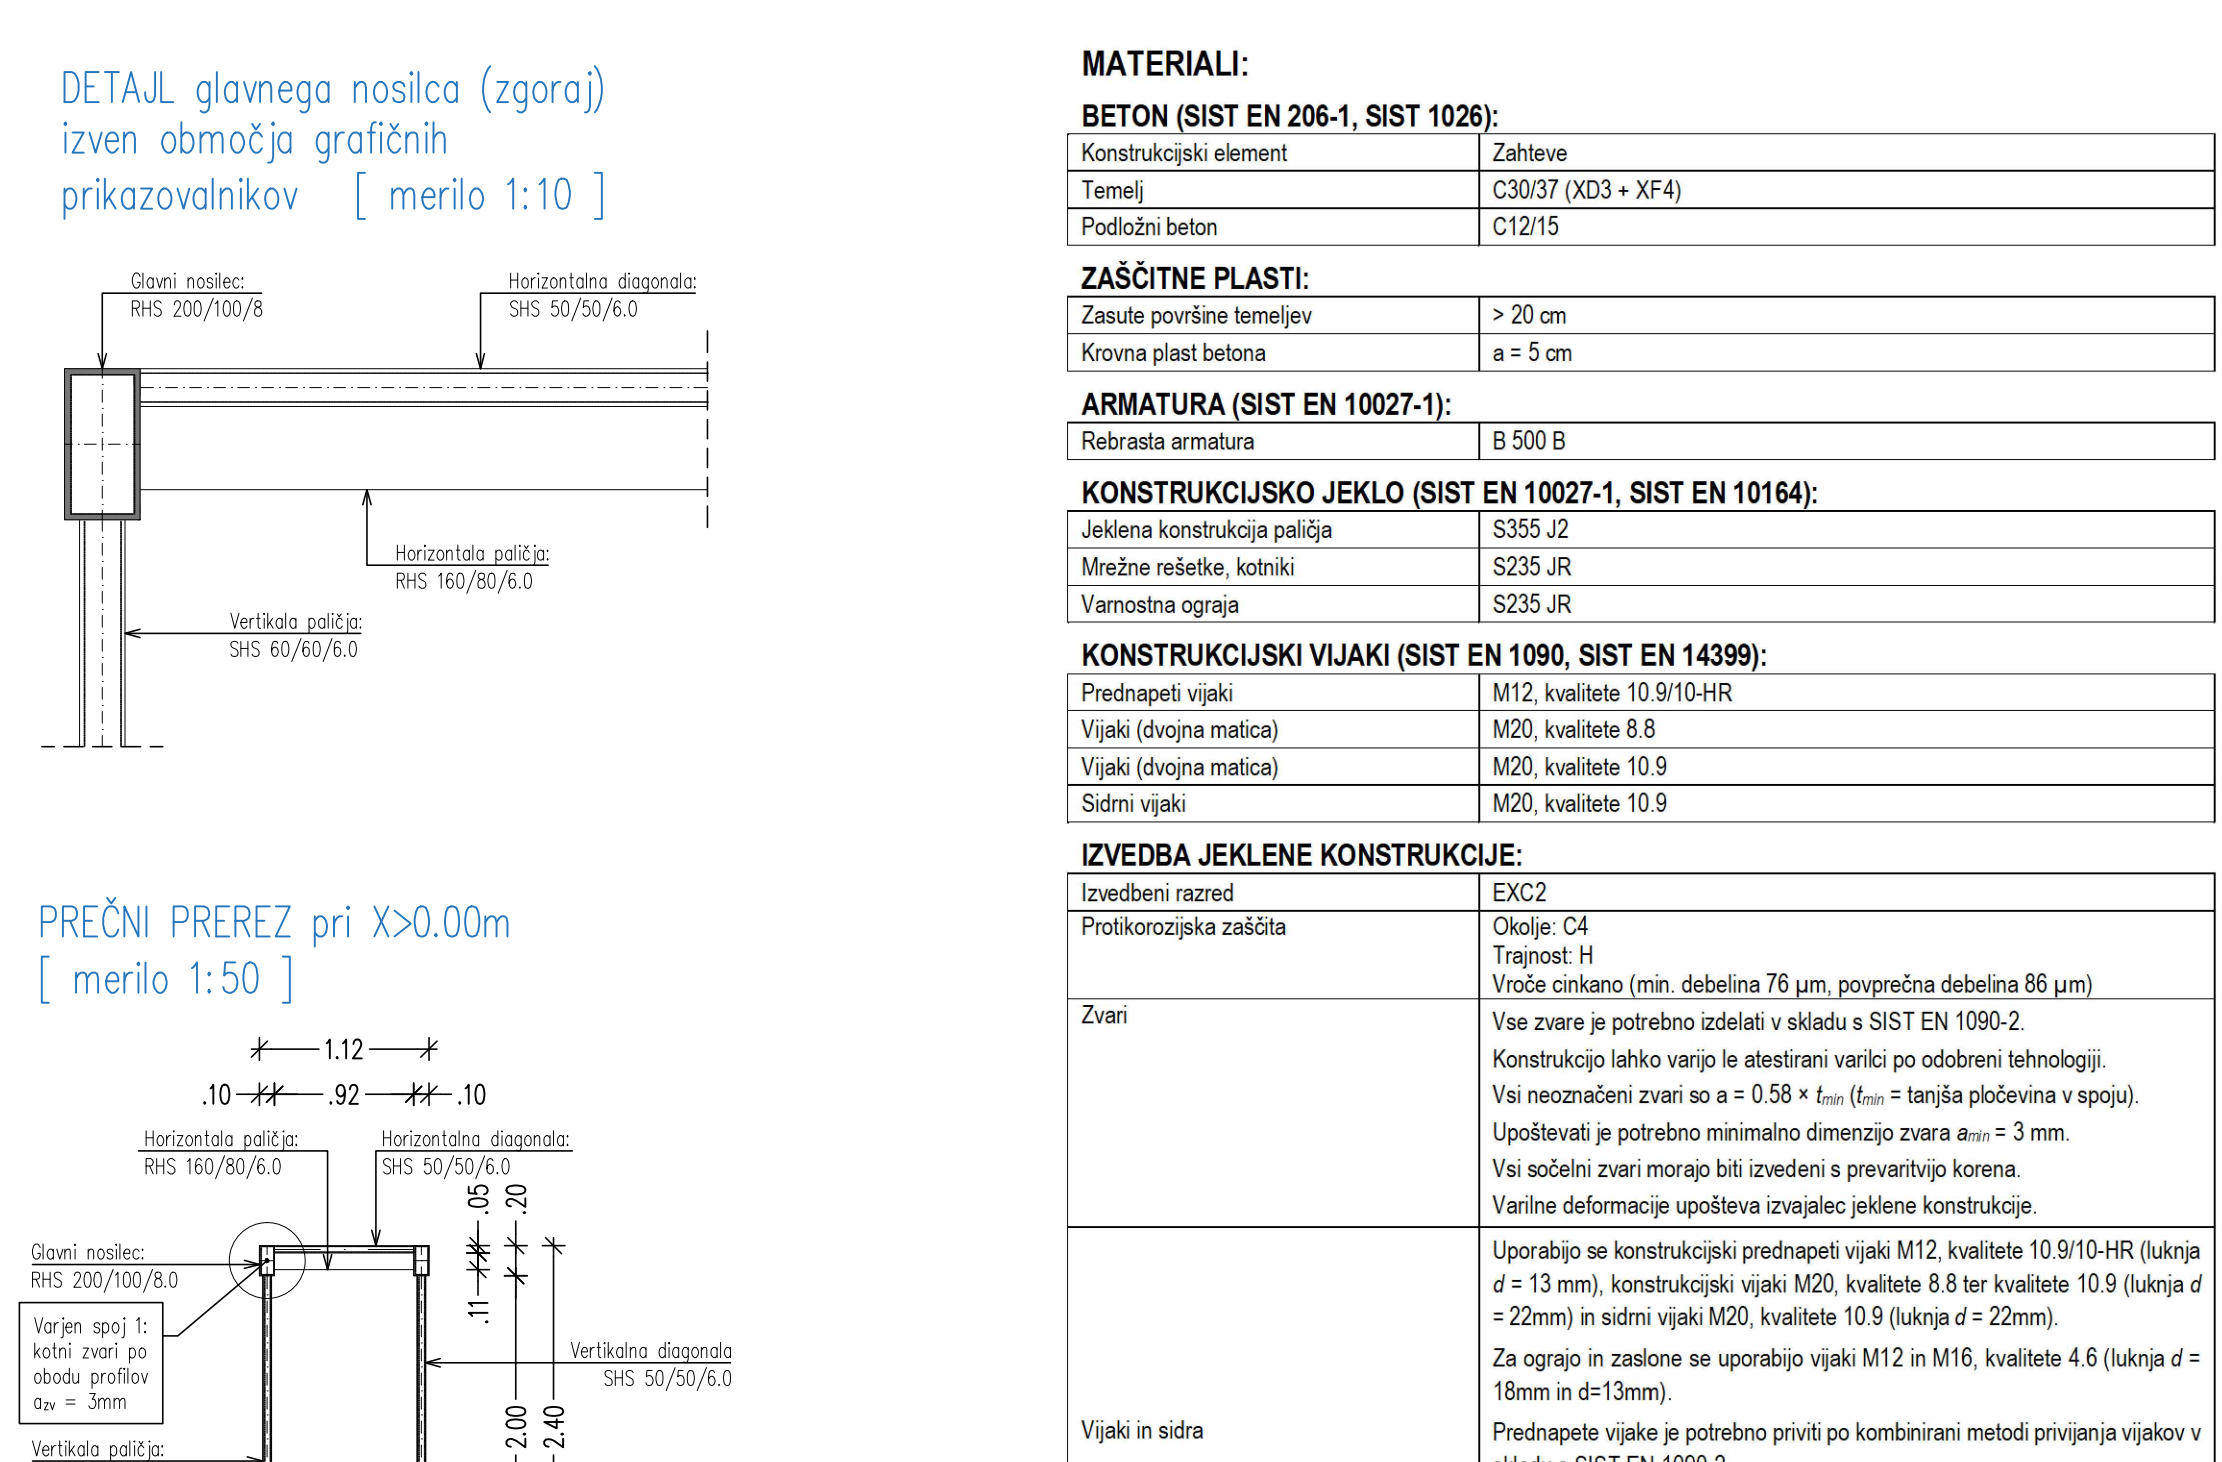 DETAJL glavnega nosilca (zgoraj)
izven območja grafičnih
prikazovalnikov [ merilo 1:10 ]
Glavni nosilec:
RHS 200/100/8
Horizontalna diagonala:
SHS 50/50/6.0
Horizontala paličja:
RHS 160/80/6.0
Vertikala paličja:
SHS 60/60/6.0
PREČNI PREREZ pri X>0.00m
[ merilo 1:50 ]
1.12
.10 .92 .10
Horizontala paličja:
RHS 160/80/6.0
Horizontalna diagonala:
SHS 50/50/6.0
.05
.20
Glavni nosilec:
RHS 200/100/8.0
.11
Varjen spoj 1:
kotni zvari po
obodu profilov
azv = 3mm
Vertikalna diagonala
SHS 50/50/6.0
2.00
2.40
Vertikala paličja:
MATERIALI:
BETON (SIST EN 206-1, SIST 1026):
Konstrukcijski element Zahteve
Temelj C30/37 (XD3 + XF4)
Podložni beton C12/15
ZAŠČITNE PLASTI:
Zasute površine temeljev > 20 cm
Krovna plast betona a = 5 cm
ARMATURA (SIST EN 10027-1):
Rebrasta armatura B 500 B
KONSTRUKCIJSKO JEKLO (SIST EN 10027-1, SIST EN 10164):
Jeklena konstrukcija paličja S355 J2
Mrežne rešetke, kotniki S235 JR
Varnostna ograja S235 JR
KONSTRUKCIJSKI VIJAKI (SIST EN 1090, SIST EN 14399):
Prednapeti vijaki M12, kvalitete 10.9/10-HR
Vijaki (dvojna matica) M20, kvalitete 8.8
Vijaki (dvojna matica) M20, kvalitete 10.9
Sidrni vijaki M20, kvalitete 10.9
IZVEDBA JEKLENE KONSTRUKCIJE:
Izvedbeni razred EXC2
Protikorozijska zaščita Okolje: C4
Trajnost: H
Vroče cinkano (min. debelina 76 µm, povprečna debelina 86 µm)
Zvari Vse zvare je potrebno izdelati v skladu s SIST EN 1090-2.
Konstrukcijo lahko varijo le atestirani varilci po odobreni tehnologiji.
Vsi neoznačeni zvari so a = 0.58 × tmin (tmin = tanjša pločevina v spoju).
Upoštevati je potrebno minimalno dimenzijo zvara amin = 3 mm.
Vsi sočelni zvari morajo biti izvedeni s prevaritvijo korena.
Varilne deformacije upošteva izvajalec jeklene konstrukcije.
Uporabijo se konstrukcijski prednapeti vijaki M12, kvalitete 10.9/10-HR (luknja
d = 13 mm), konstrukcijski vijaki M20, kvalitete 8.8 ter kvalitete 10.9 (luknja d
= 22mm) in sidrni vijaki M20, kvalitete 10.9 (luknja d = 22mm).
Za ograjo in zaslone se uporabijo vijaki M12 in M16, kvalitete 4.6 (luknja d =
18mm in d=13mm).
Vijaki in sidra Prednapete vijake je potrebno priviti po kombinirani metodi privijanja vijakov v
skladu s SIST EN 1090-2